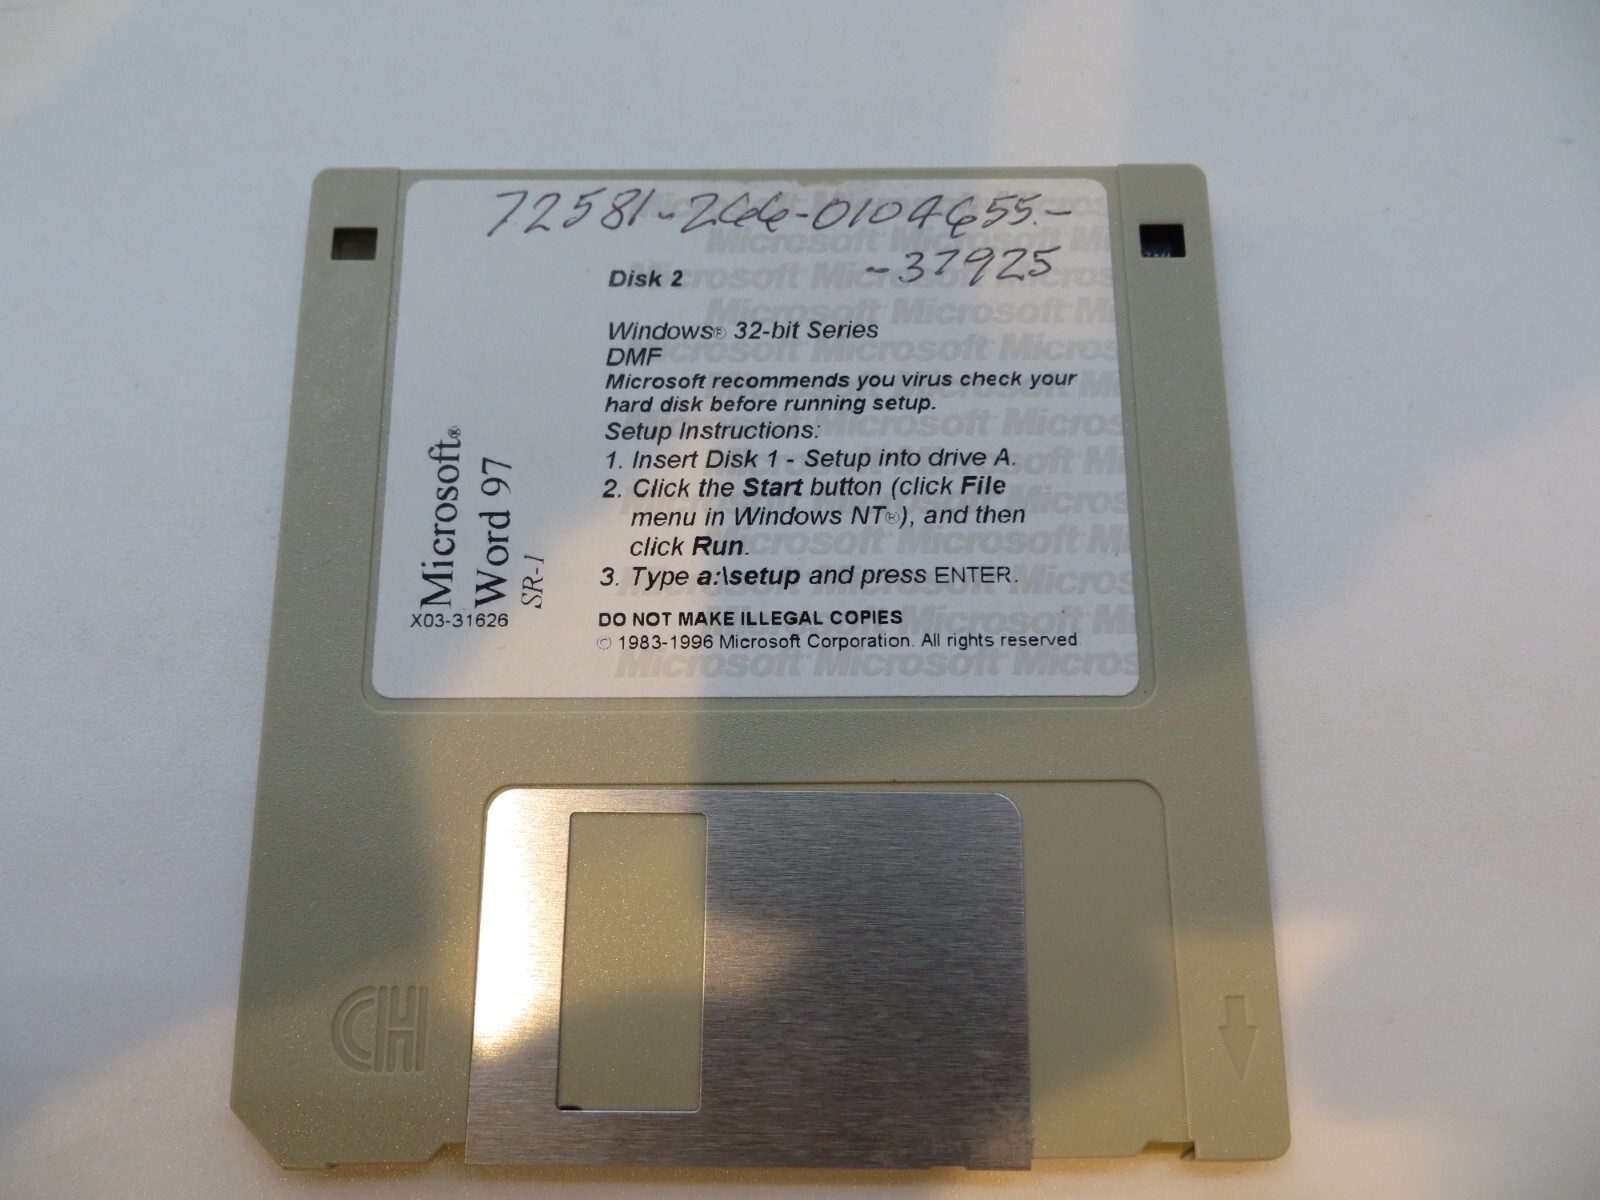 72581-266-0104655-
-37925
Disk 2
Windows® 32-bit Series
DMF
Microsoft recommends you virus check your
hard disk before running setup.
Setup Instructions:
1. Insert Disk 1 - Setup into drive A.
2. Click the Start button (click File
menu in Windows NT®), and then
click Run.
3. Type a:\setup and press ENTER.
DO NOT MAKE ILLEGAL COPIES
© 1983-1996 Microsoft Corporation. All rights reserved.
Microsoft®
Word 97
SR-1
X03-31626